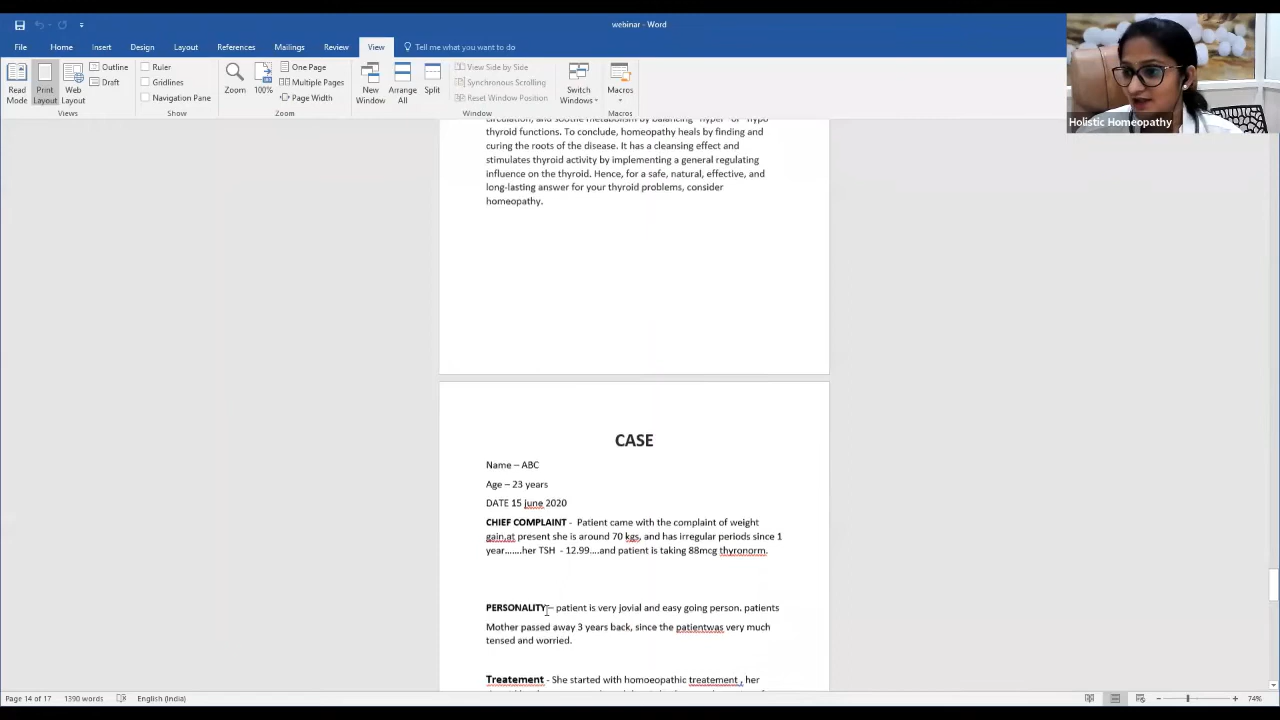 webinar - Word
File Home Insert Design Layout References Mailings Review View Tell me what you want to do
Read Mode
Print Layout
Web Layout
Outline
Draft
Views
Ruler
Gridlines
Navigation Pane
Show
Zoom
100%
One Page
Multiple Pages
Page Width
Zoom
New Window
Arrange All
Split
View Side by Side
Synchronous Scrolling
Reset Window Position
Window
Switch Windows
Macros
Macros
Holistic Homeopathy
circulation, and soothe metabolism by balancing "hyper" or "hypo"
thyroid functions. To conclude, homeopathy heals by finding and
curing the roots of the disease. It has a cleansing effect and
stimulates thyroid activity by implementing a general regulating
influence on the thyroid. Hence, for a safe, natural, effective, and
long-lasting answer for your thyroid problems, consider
homeopathy.
CASE
Name – ABC
Age – 23 years
DATE 15 june 2020
CHIEF COMPLAINT - Patient came with the complaint of weight
gain,at present she is around 70 kgs, and has irregular periods since 1
year.......her TSH - 12.99....and patient is taking 88mcg thyronorm.
PERSONALITY – patient is very jovial and easy going person. patients
Mother passed away 3 years back, since the patientwas very much
tensed and worried.
Treatement - She started with homoeopathic treatement , her
Page 14 of 17 1390 words English (India) 74%